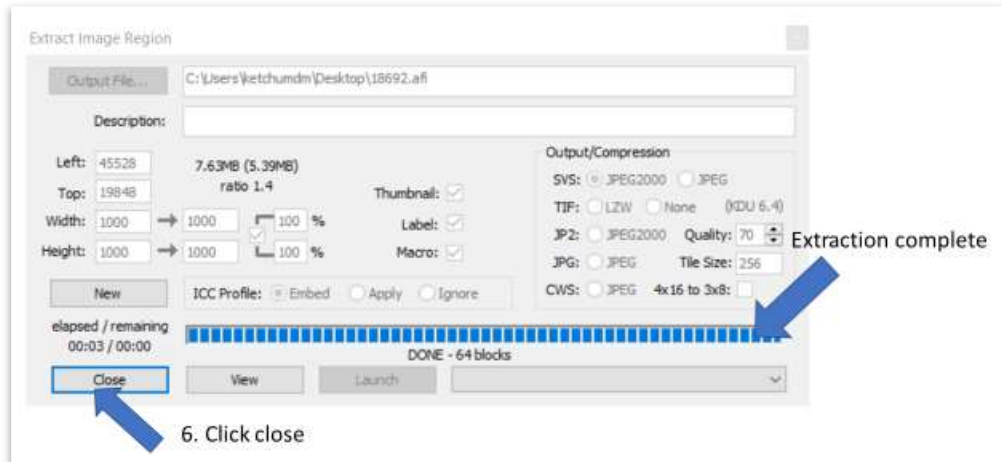 Extract Image Region
Output File... C:\Users\ketchumdm\Desktop\18692.afi
Description:
Left: 45528 7.63MB (5.39MB) Output/Compression
Top: 19848 ratio 1.4 Thumbnail: SVS: JPEG2000 JPEG
Width: 1000 1000 100 % Label: TIF: LZW None (KDU 6.4)
Height: 1000 1000 100 % Macro: JP2: JPEG2000 Quality: 70
JPG: JPEG Tile Size: 256
New ICC Profile: Embed Apply Ignore CWS: JPEG 4x16 to 3x8:
Extraction complete
elapsed / remaining
00:03 / 00:00
DONE - 64 blocks
Close View Launch
6. Click close